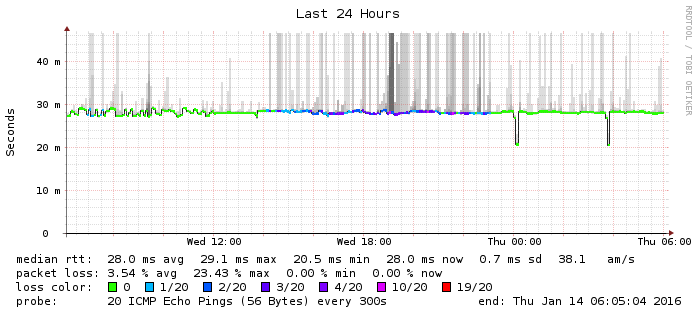 Last 24 Hours
RRDTOOL / TOBI OETIKER
Seconds
40 m
30 m
20 m
10 m
0
Wed 12:00 Wed 18:00 Thu 00:00 Thu 06:00
median rtt: 28.0 ms avg 29.1 ms max 20.5 ms min 28.0 ms now 0.7 ms sd 38.1 am/s
packet loss: 3.54 % avg 23.43 % max 0.00 % min 0.00 % now
loss color: 0 1/20 2/20 3/20 4/20 10/20 19/20
probe: 20 ICMP Echo Pings (56 Bytes) every 300s end: Thu Jan 14 06:05:04 2016